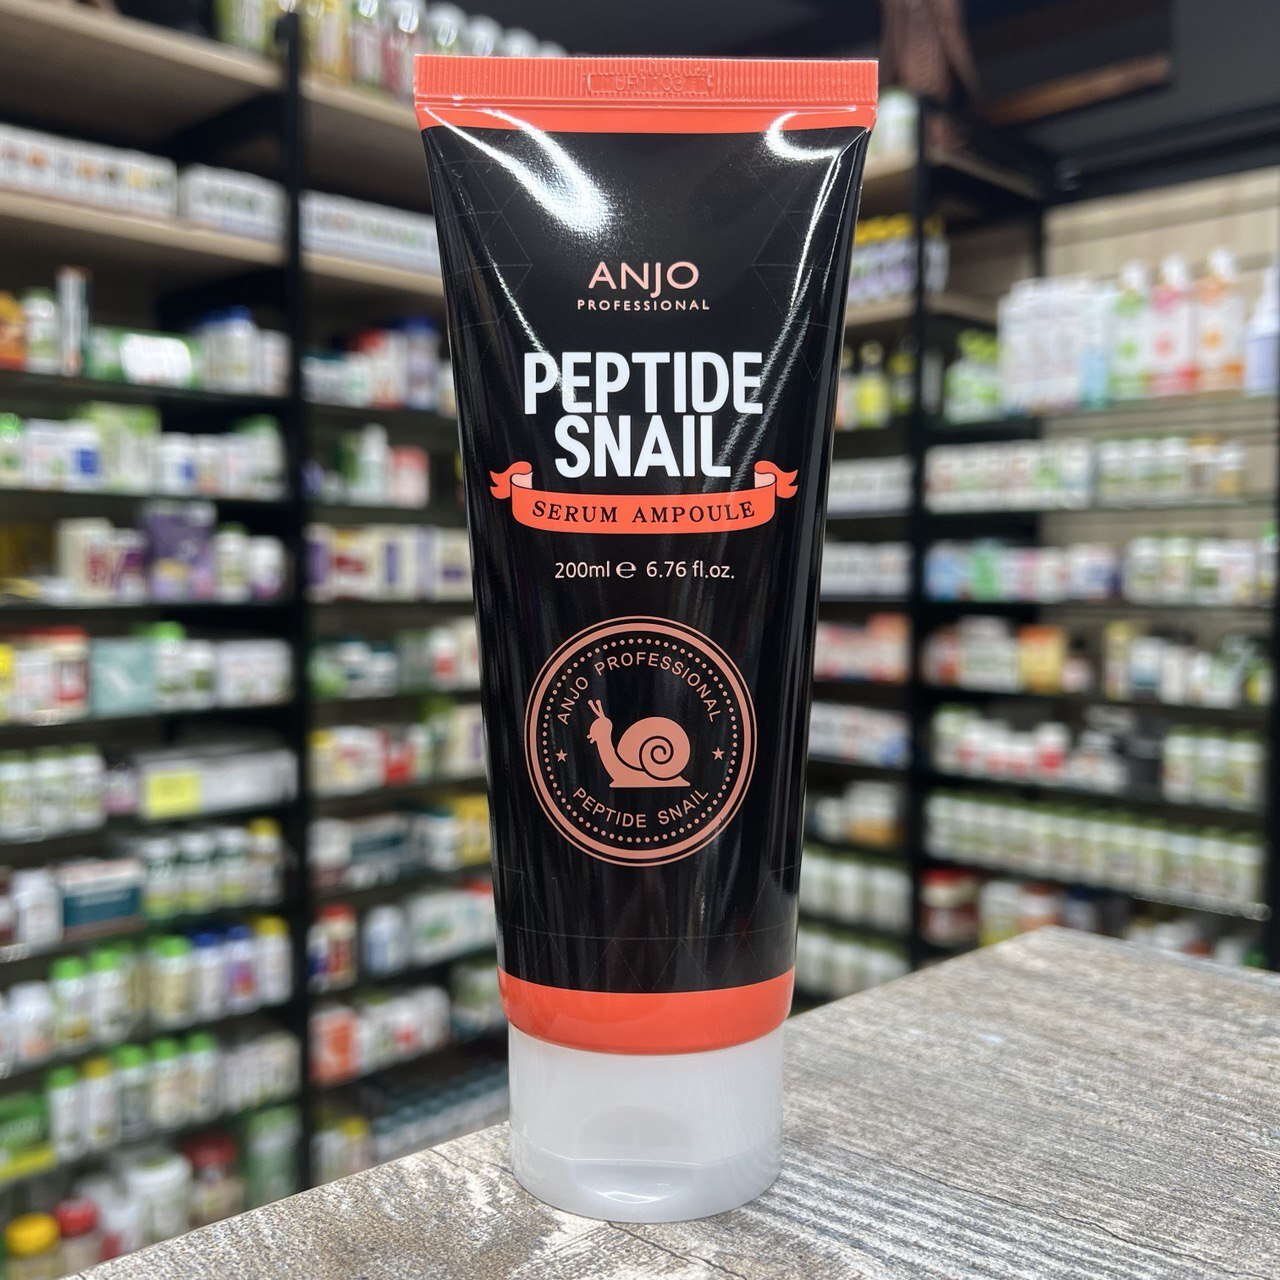 ANJO
PROFESSIONAL
PEPTIDE
SNAIL
SERUM AMPOULE
200ml ℮ 6.76 fl.oz.
ANJO PROFESSIONAL
PEPTIDE SNAIL